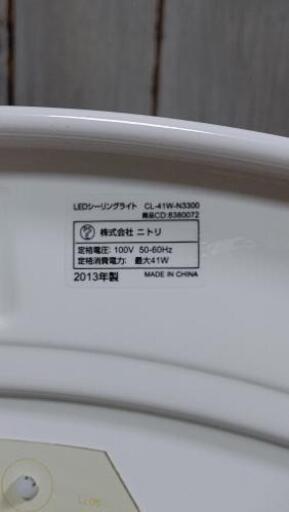 LEDシーリングライト CL-41W-N3300
商品CD:8380072
株式会社 ニトリ
定格電圧: 100V 50-60Hz
定格消費電力: 最大41W
2013年製 MADE IN CHINA